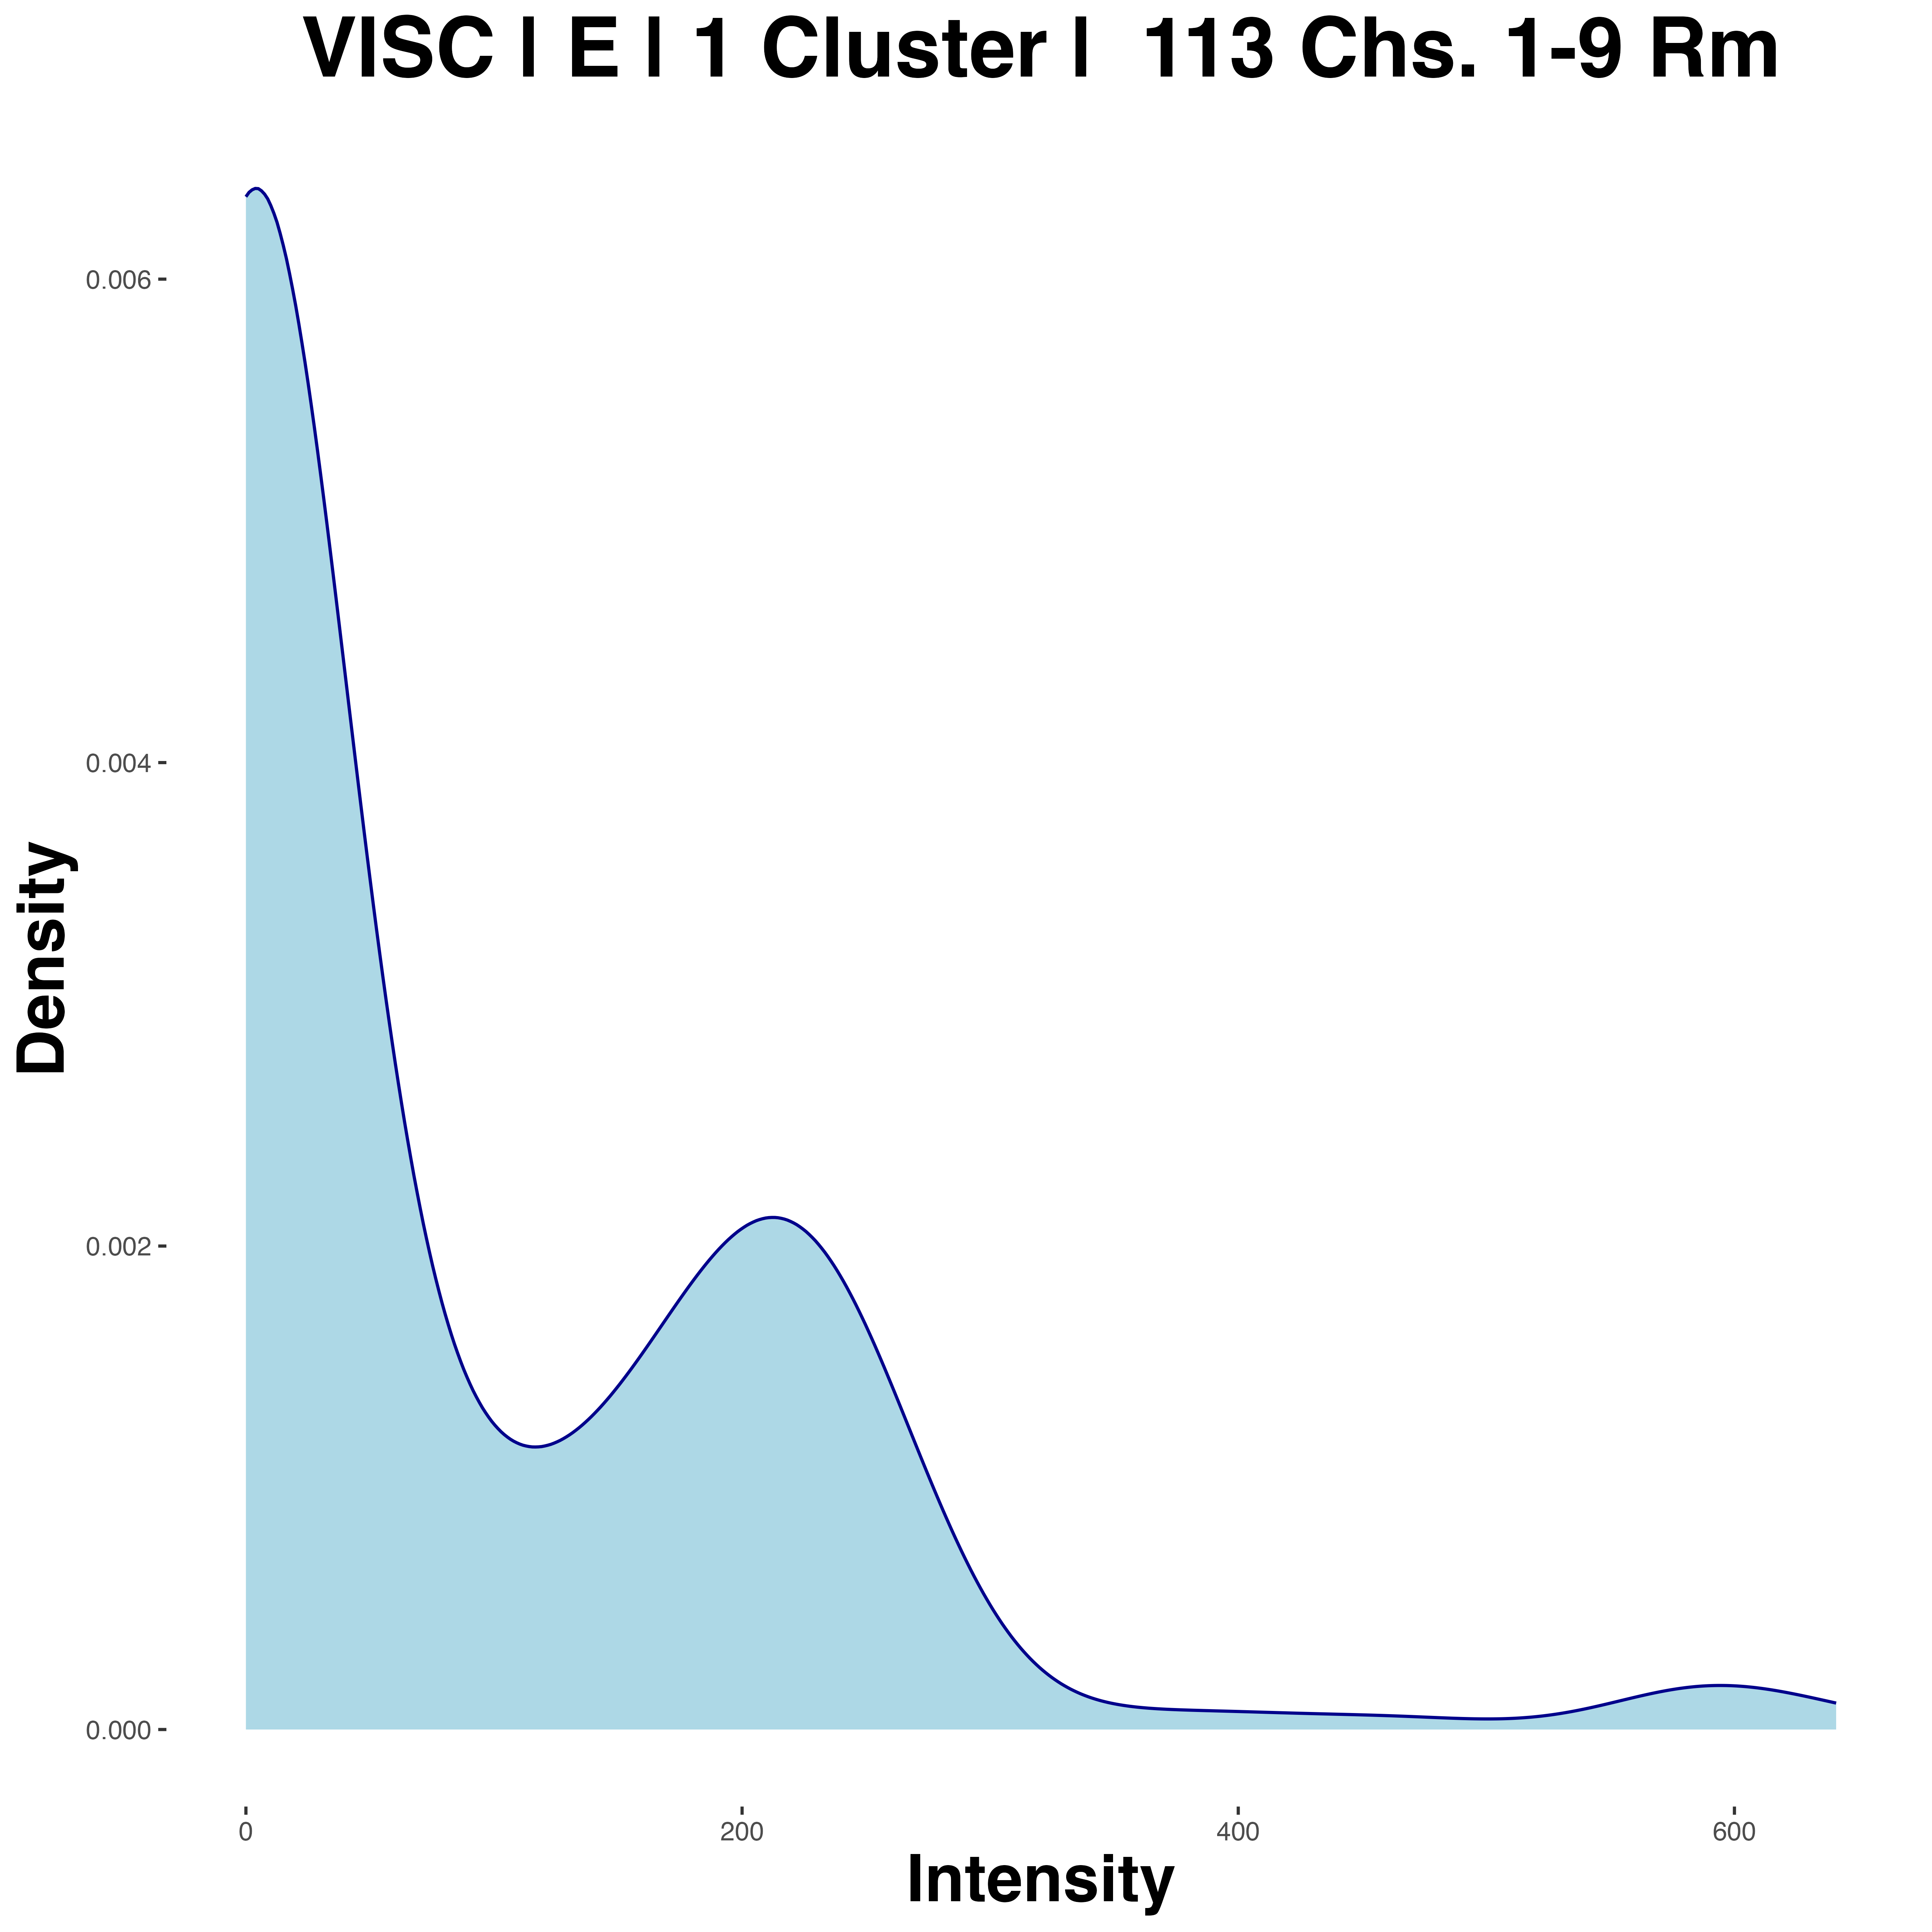 VISC | E | 1 Cluster |  113 Chs. 1-9 Rm
Density
0.006
0.004
0.002
0.000
0 200 400 600
Intensity